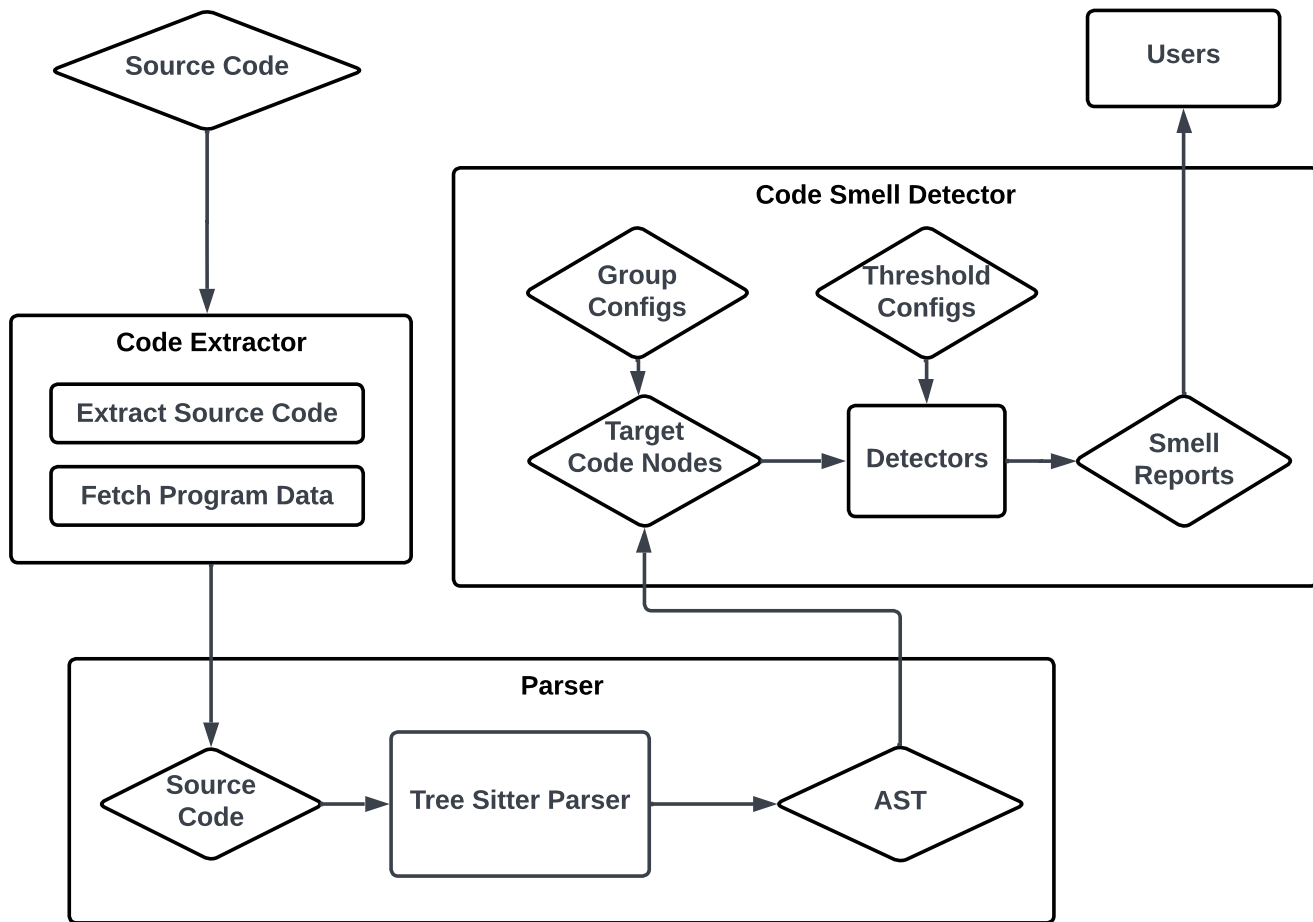 Source Code
Users
Code Smell Detector
Group
Configs
Threshold
Configs
Code Extractor
Extract Source Code
Fetch Program Data
Target
Code Nodes
Detectors
Smell
Reports
Parser
Source
Code
Tree Sitter Parser
AST